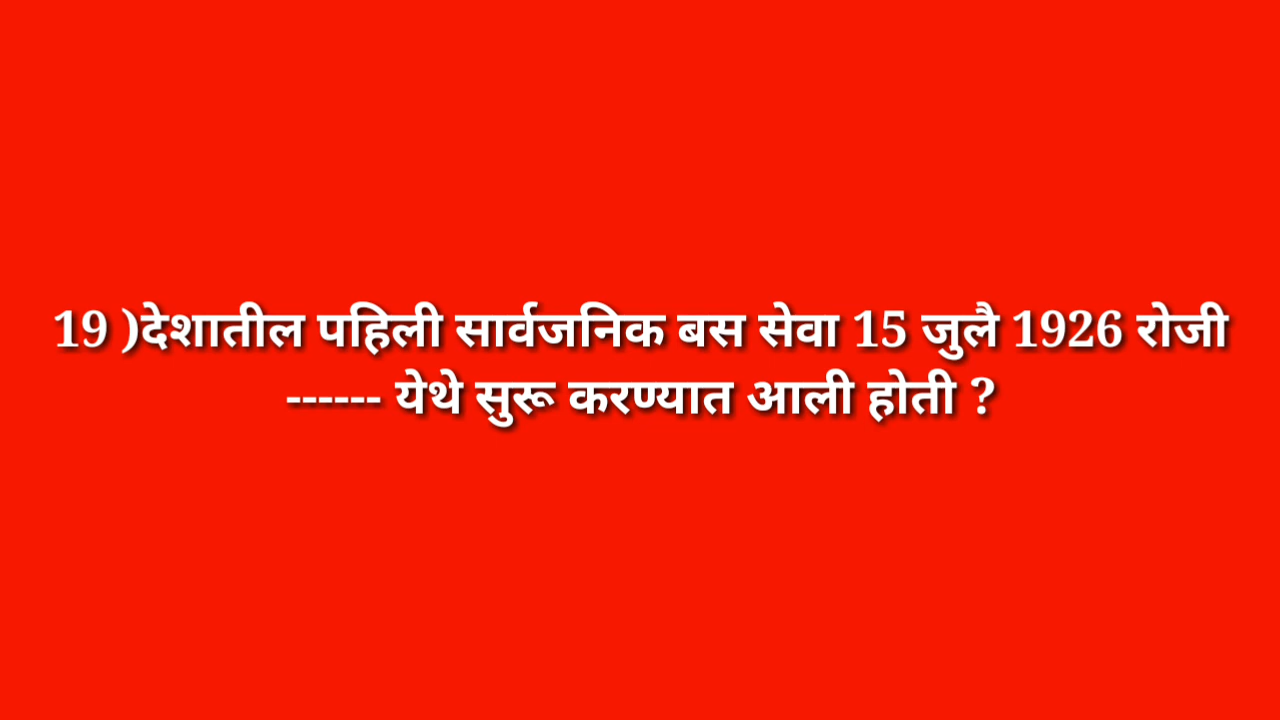 19 )देशातील पहिली सार्वजनिक बस सेवा 15 जुलै 1926 रोजी
------ येथे सुरू करण्यात आली होती ?